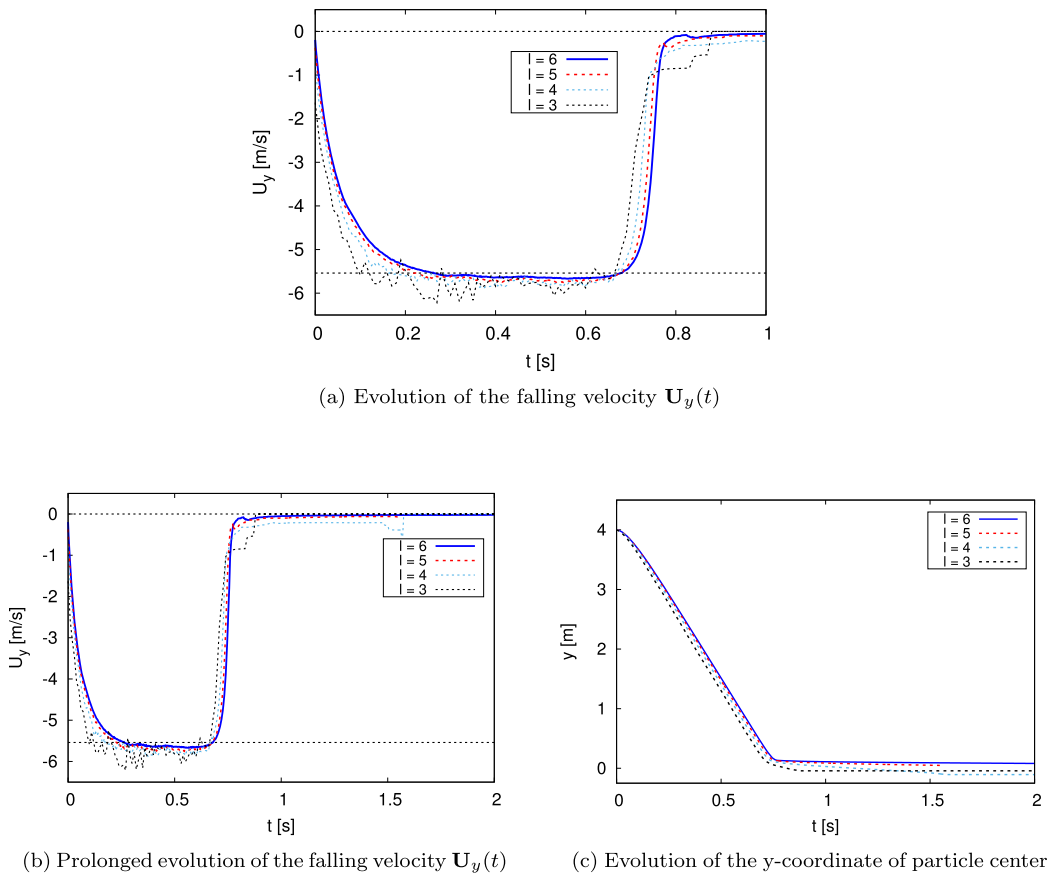 0
-1
-2
-3
-4
-5
-6
U_y [m/s]
l = 6
l = 5
l = 4
l = 3
0 0.2 0.4 0.6 0.8 1
t [s]
(a) Evolution of the falling velocity U_y(t)
0
-1
-2
-3
-4
-5
-6
U_y [m/s]
l = 6
l = 5
l = 4
l = 3
0 0.5 1 1.5 2
t [s]
(b) Prolonged evolution of the falling velocity U_y(t)
4
3
2
1
0
y [m]
l = 6
l = 5
l = 4
l = 3
0 0.5 1 1.5 2
t [s]
(c) Evolution of the y-coordinate of particle center